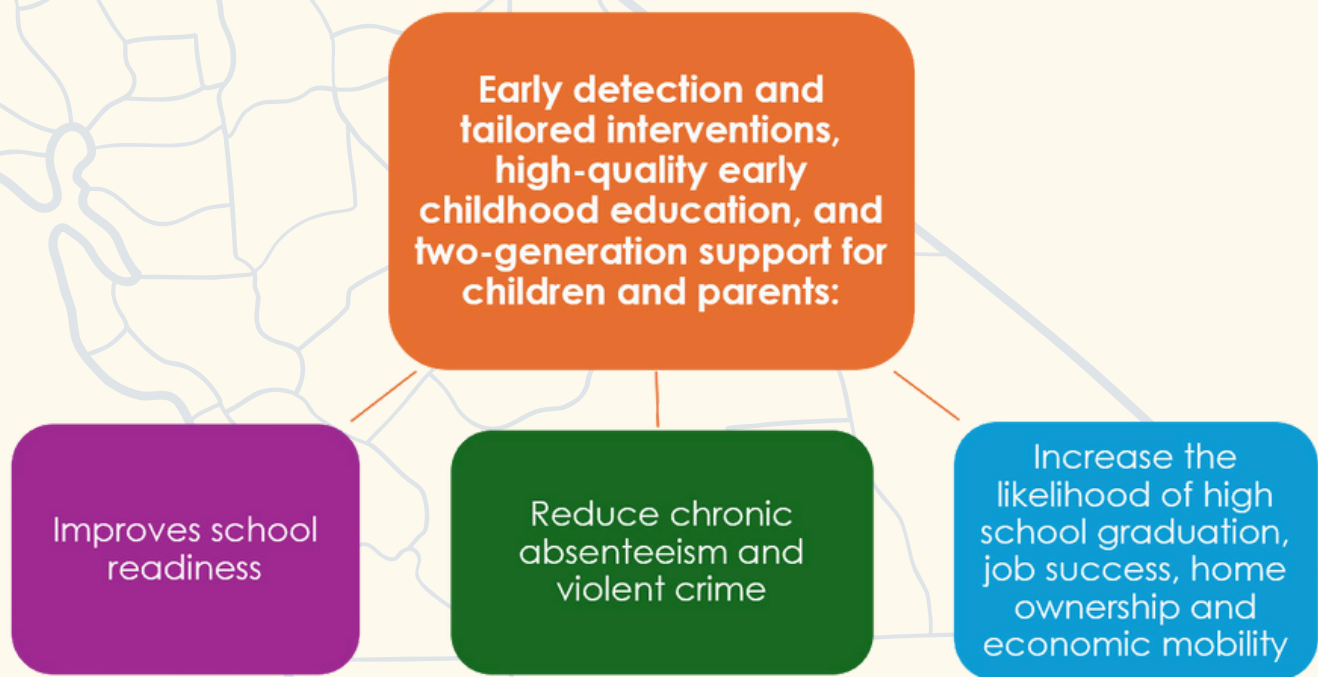 Early detection and
tailored interventions,
high-quality early
childhood education, and
two-generation support for
children and parents:
Improves school
readiness
Reduce chronic
absenteeism and
violent crime
Increase the
likelihood of high
school graduation,
job success, home
ownership and
economic mobility